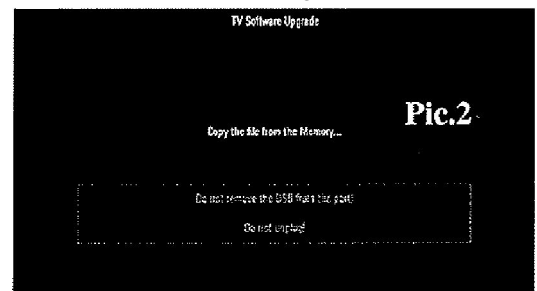 TV Software Upgrade
Pic.2
Copy the file from the Memory...
Do not remove the USB from the port!
Do not unplug!